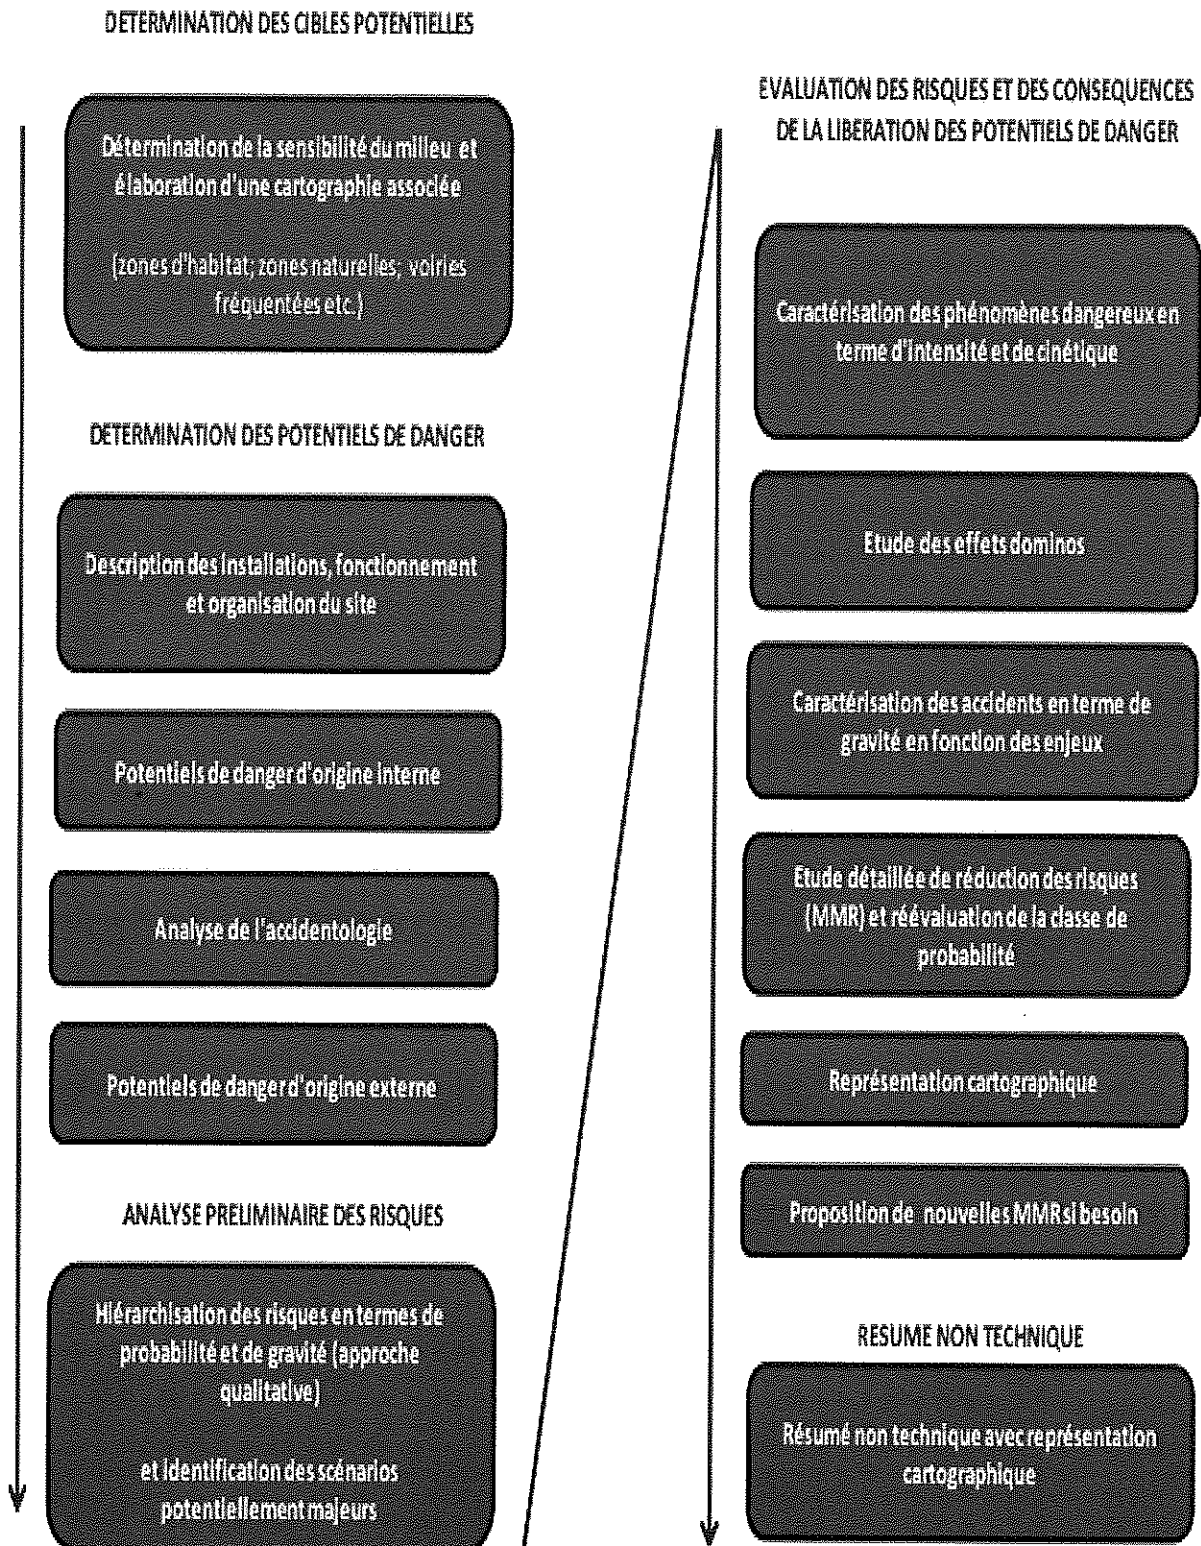 DETERMINATION DES CIBLES POTENTIELLES
Détermination de la sensibilité du milieu et
élaboration d'une cartographie associée
(zones d'habitat; zones naturelles; voiries
fréquentées etc.)
DETERMINATION DES POTENTIELS DE DANGER
Description des installations, fonctionnement
et organisation du site
Potentiels de danger d'origine interne
Analyse de l'accidentologie
Potentiels de danger d'origine externe
ANALYSE PRELIMINAIRE DES RISQUES
Hiérarchisation des risques en termes de
probabilité et de gravité (approche
qualitative)
et identification des scénarios
potentiellement majeurs
EVALUATION DES RISQUES ET DES CONSEQUENCES
DE LA LIBERATION DES POTENTIELS DE DANGER
Caractérisation des phénomènes dangereux en
terme d'intensité et de cinétique
Etude des effets dominos
Caractérisation des accidents en terme de
gravité en fonction des enjeux
Etude détaillée de réduction des risques
(MMR) et réévaluation de la classe de
probabilité
Représentation cartographique
Proposition de nouvelles MMR si besoin
RESUME NON TECHNIQUE
Résumé non technique avec représentation
cartographique